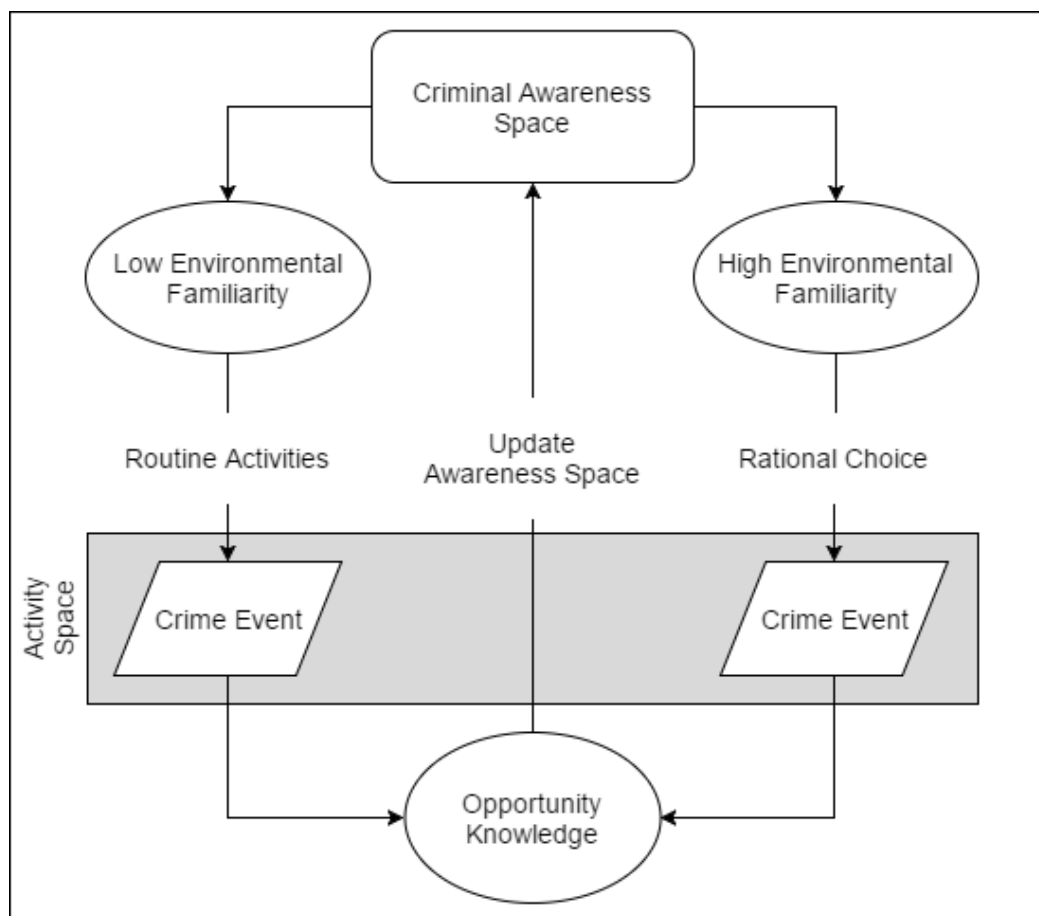 Criminal Awareness
Space
Low Environmental
Familiarity
High Environmental
Familiarity
Routine Activities
Update
Awareness Space
Rational Choice
Activity
Space
Crime Event
Crime Event
Opportunity
Knowledge